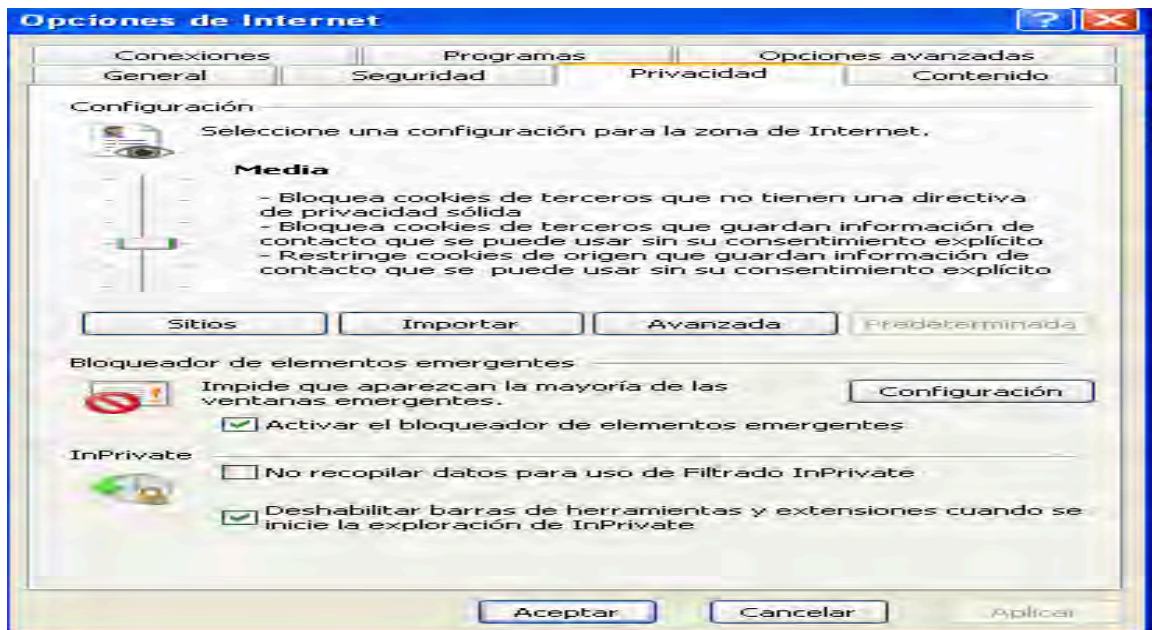 Opciones de Internet
Conexiones Programas Opciones avanzadas
General Seguridad Privacidad Contenido
Configuración
Seleccione una configuración para la zona de Internet.
Media
- Bloquea cookies de terceros que no tienen una directiva
de privacidad sólida
- Bloquea cookies de terceros que guardan información de
contacto que se puede usar sin su consentimiento explícito
- Restringe cookies de origen que guardan información de
contacto que se puede usar sin su consentimiento explícito
Sitios Importar Avanzada Predeterminada
Bloqueador de elementos emergentes
Impide que aparezcan la mayoría de las
ventanas emergentes.
Configuración
Activar el bloqueador de elementos emergentes
InPrivate
No recopilar datos para uso de Filtrado InPrivate
Deshabilitar barras de herramientas y extensiones cuando se
inicie la exploración de InPrivate
Aceptar Cancelar Aplicar